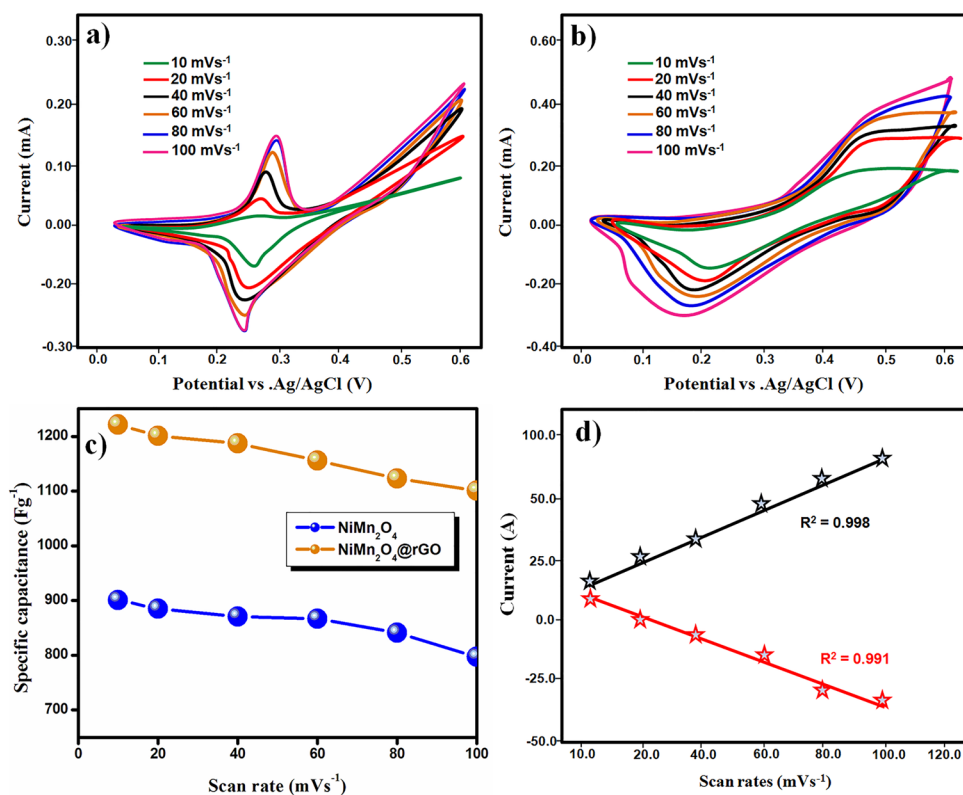 a)
0.30
0.20
0.10
0.00
-0.20
-0.30
Current (mA)
10 mVs-1
20 mVs-1
40 mVs-1
60 mVs-1
80 mVs-1
100 mVs-1
0.0 0.1 0.2 0.3 0.4 0.5 0.6
Potential vs .Ag/AgCl (V)
b)
0.60
0.40
0.20
0.00
-0.20
-0.40
Current (mA)
10 mVs-1
20 mVs-1
40 mVs-1
60 mVs-1
80 mVs-1
100 mVs-1
0.0 0.1 0.2 0.3 0.4 0.5 0.6
Potential vs .Ag/AgCl (V)
c)
1200
1100
1000
900
800
700
Specific capacitance (Fg-1)
NiMn2O4
NiMn2O4@rGO
0 20 40 60 80 100
Scan rate (mVs-1)
d)
100.0
50.0
25.0
0.0
-25.0
-50.0
Current (A)
R2 = 0.998
R2 = 0.991
10.0 20.0 40.0 60.0 80.0 100.0 120.0
Scan rates (mVs-1)